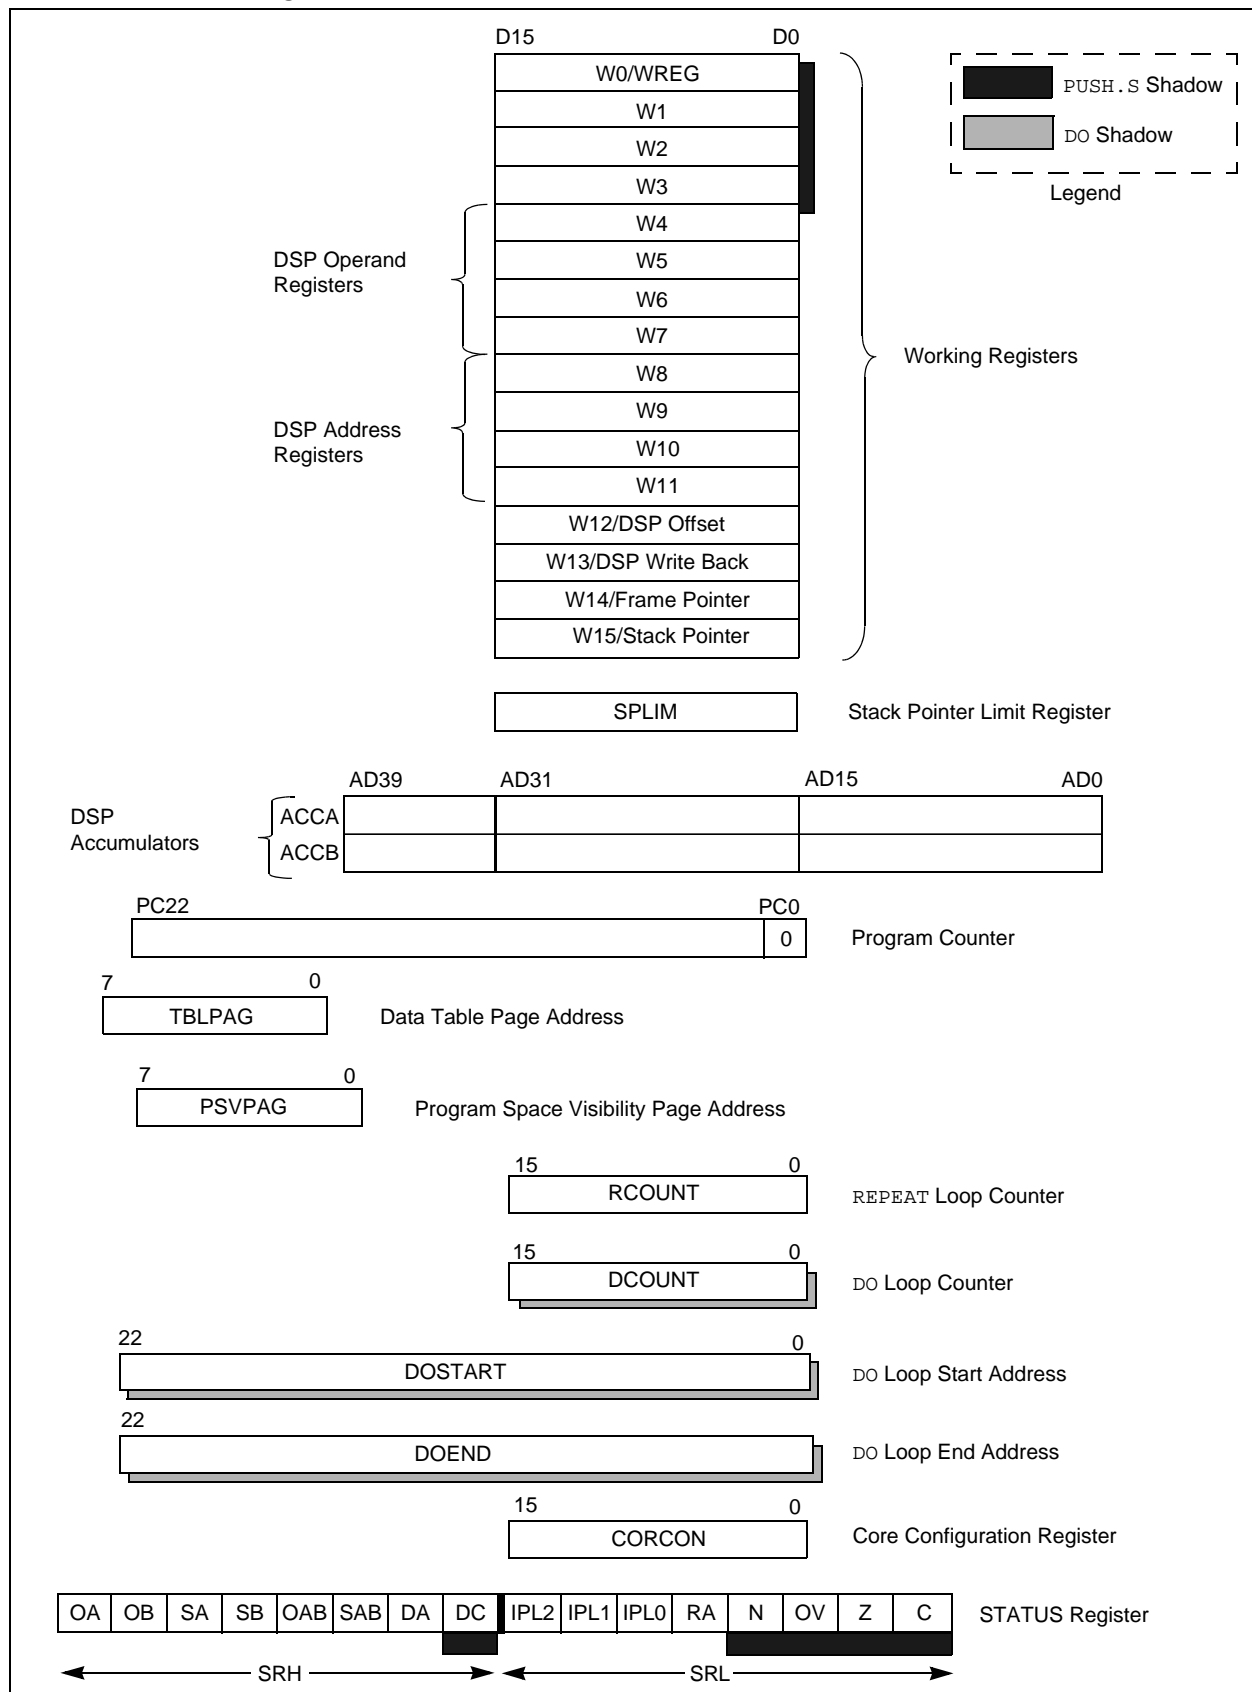 D15 D0
W0/WREG
W1
W2
W3
W4
W5
W6
W7
W8
W9
W10
W11
W12/DSP Offset
W13/DSP Write Back
W14/Frame Pointer
W15/Stack Pointer
PUSH.S Shadow
DO Shadow
Legend
DSP Operand
Registers
DSP Address
Registers
Working Registers
SPLIM Stack Pointer Limit Register
AD39 AD31 AD15 AD0
DSP
Accumulators
ACCA
ACCB
PC22 PC0
0 Program Counter
7 0
TBLPAG Data Table Page Address
7 0
PSVPAG Program Space Visibility Page Address
15 0
RCOUNT REPEAT Loop Counter
15 0
DCOUNT DO Loop Counter
22 0
DOSTART DO Loop Start Address
22
DOEND DO Loop End Address
15 0
CORCON Core Configuration Register
OA OB SA SB OAB SAB DA DC IPL2 IPL1 IPL0 RA N OV Z C STATUS Register
SRH SRL